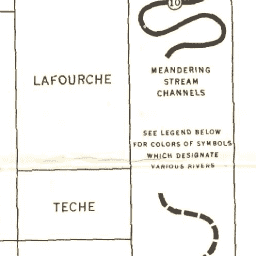 10
LAFOURCHE
MEANDERING
STREAM
CHANNELS
SEE LEGEND BELOW
FOR COLORS OF SYMBOLS
WHICH DESIGNATE
VARIOUS RIVERS
TECHE